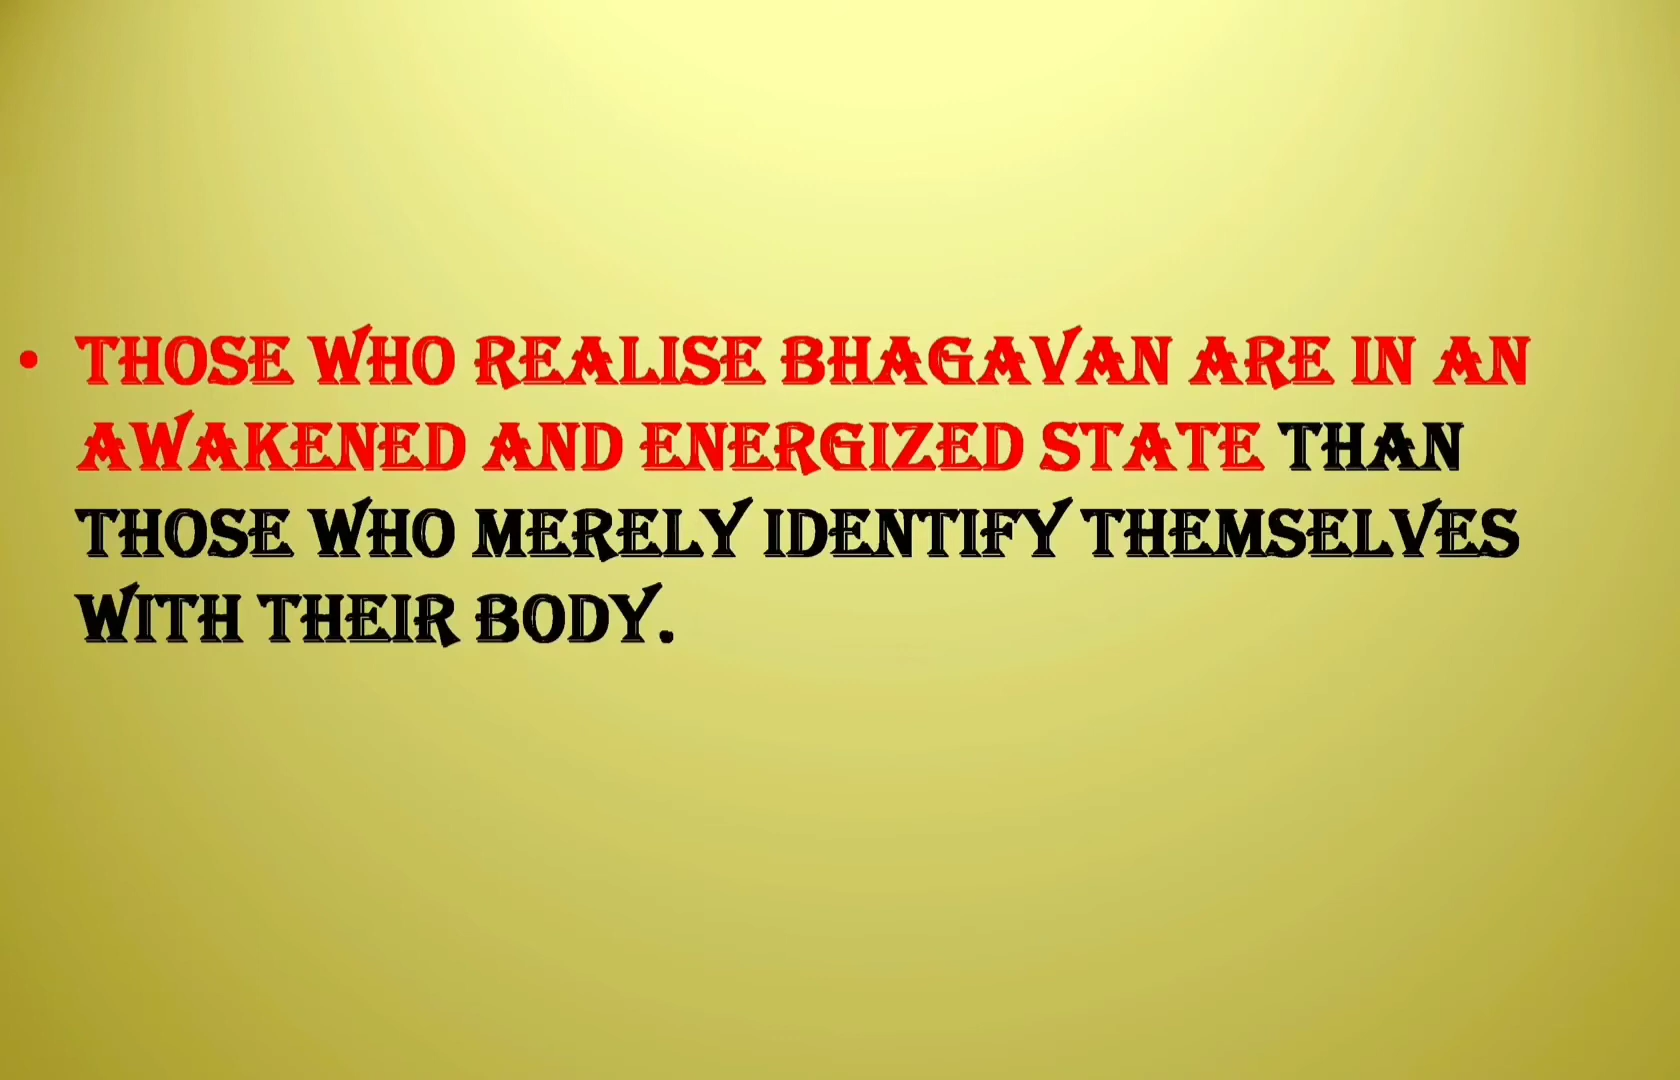 • THOSE WHO REALISE BHAGAVAN ARE IN AN
AWAKENED AND ENERGIZED STATE THAN
THOSE WHO MERELY IDENTIFY THEMSELVES
WITH THEIR BODY.